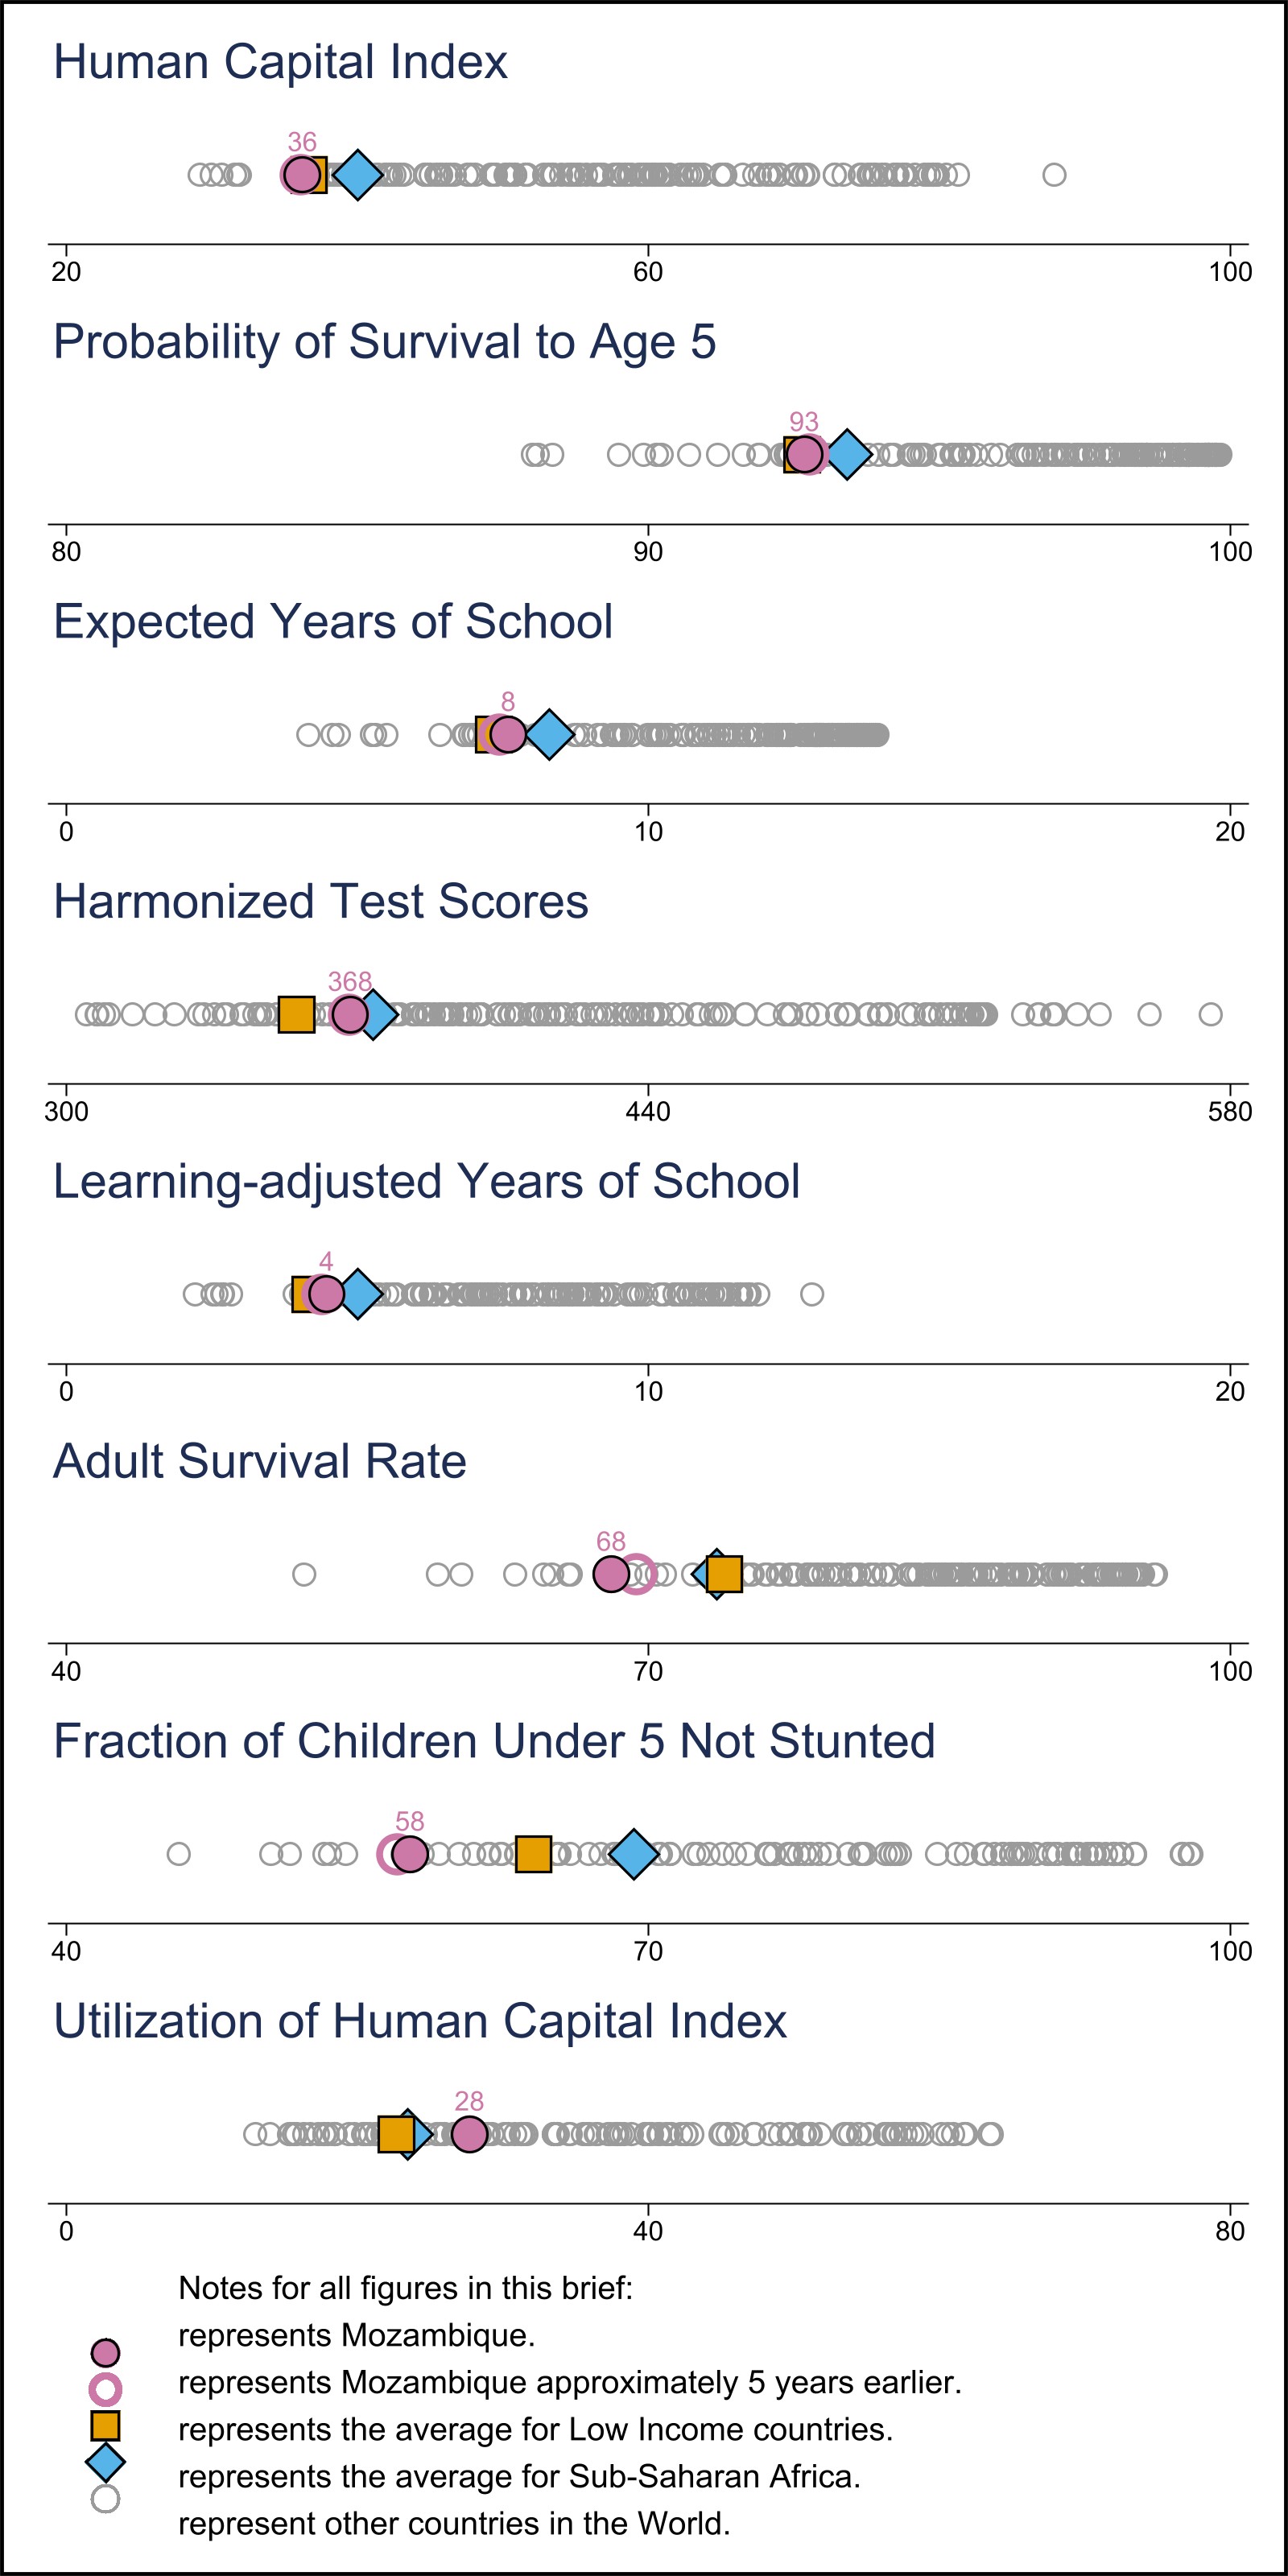 Human Capital Index
36
20 60 100
Probability of Survival to Age 5
93
80 90 100
Expected Years of School
8
0 10 20
Harmonized Test Scores
368
300 440 580
Learning-adjusted Years of School
4
0 10 20
Adult Survival Rate
68
40 70 100
Fraction of Children Under 5 Not Stunted
58
40 70 100
Utilization of Human Capital Index
28
0 40 80
Notes for all figures in this brief:
represents Mozambique.
represents Mozambique approximately 5 years earlier.
represents the average for Low Income countries.
represents the average for Sub-Saharan Africa.
represent other countries in the World.